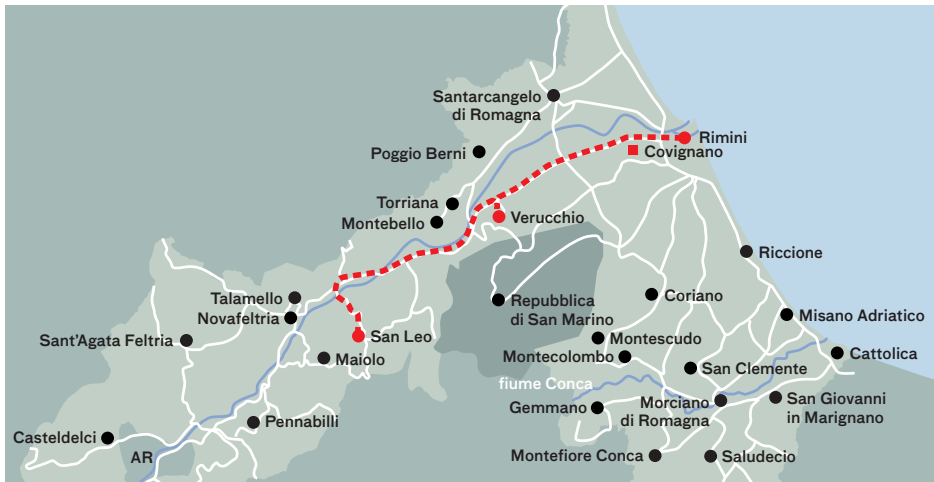 Santarcangelo
di Romagna
Rimini
Covignano
Poggio Berni
Torriana
Montebello
Verucchio
Riccione
Talamello
Novafeltria
Repubblica
di San Marino
Coriano
Misano Adriatico
Sant'Agata Feltria
San Leo
Maiolo
Montescudo
Montecolombo
San Clemente
Cattolica
fiume Conca
Gemmano
Morciano
di Romagna
San Giovanni
in Marignano
Pennabilli
Casteldelci
AR
Montefiore Conca
Saludecio